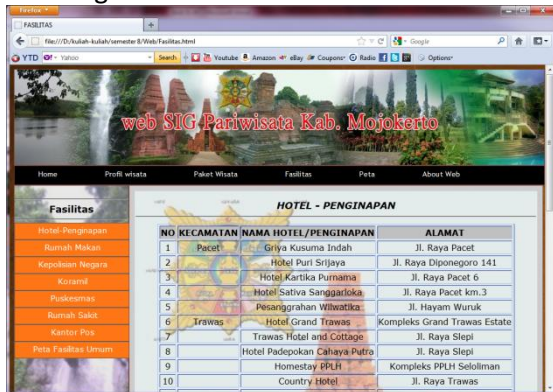 Firefox
FASILITAS
file:///D:/kuliah-kuliah/semester 8/Web/Fasilitas.html
Google
YTD Yahoo Search Youtube Amazon eBay Coupons Radio Options
web SIG Pariwisata Kab. Mojokerto
Home Profil wisata Paket Wisata Fasilitas Peta About Web
Fasilitas
Hotel-Penginapan
Rumah Makan
Kepolisian Negara
Koramil
Puskesmas
Rumah Sakit
Kantor Pos
Peta Fasilitas Umum
HOTEL - PENGINAPAN
NO KECAMATAN NAMA HOTEL/PENGINAPAN ALAMAT
1 Pacet Griya Kusuma Indah Jl. Raya Pacet
2 Hotel Puri Srijaya Jl. Raya Diponegoro 141
3 Hotel Kartika Purnama Jl. Raya Pacet 6
4 Hotel Sativa Sanggarloka Jl. Raya Pacet km.3
5 Pesanggrahan Wilwatika Jl. Hayam Wuruk
6 Trawas Hotel Grand Trawas Kompleks Grand Trawas Estate
7 Trawas Hotel and Cottage Jl. Raya Slepi
8 Hotel Padepokan Cahaya Putra Jl. Raya Slepi
9 Homestay PPLH Kompleks PPLH Seloliman
10 Country Hotel Jl. Raya Trawas